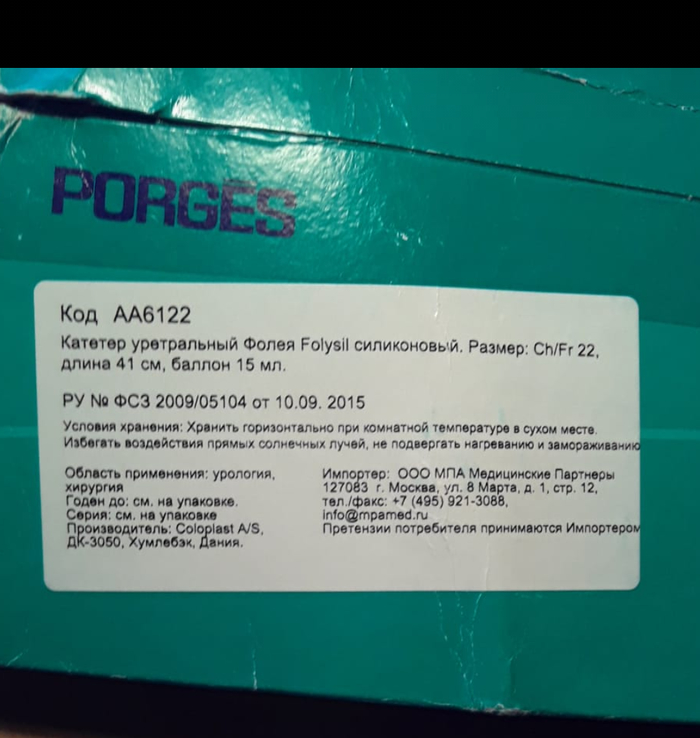 PORGES
Код AA6122
Катетер уретральный Фолея Folysil силиконовый. Размер: Ch/Fr 22,
длина 41 см, баллон 15 мл.
РУ № ФСЗ 2009/05104 от 10.09. 2015
Условия хранения: Хранить горизонтально при комнатной температуре в сухом месте.
Избегать воздействия прямых солнечных лучей, не подвергать нагреванию и замораживанию
Область применения: урология,
хирургия
Годен до: см. на упаковке.
Серия: см. на упаковке
Производитель: Coloplast A/S,
ДК-3050, Хумлебэк, Дания.
Импортер: ООО МПА Медицинские Партнеры
127083 г. Москва, ул. 8 Марта, д. 1, стр. 12,
тел./факс: +7 (495) 921-3088,
info@mpamed.ru
Претензии потребителя принимаются Импортером